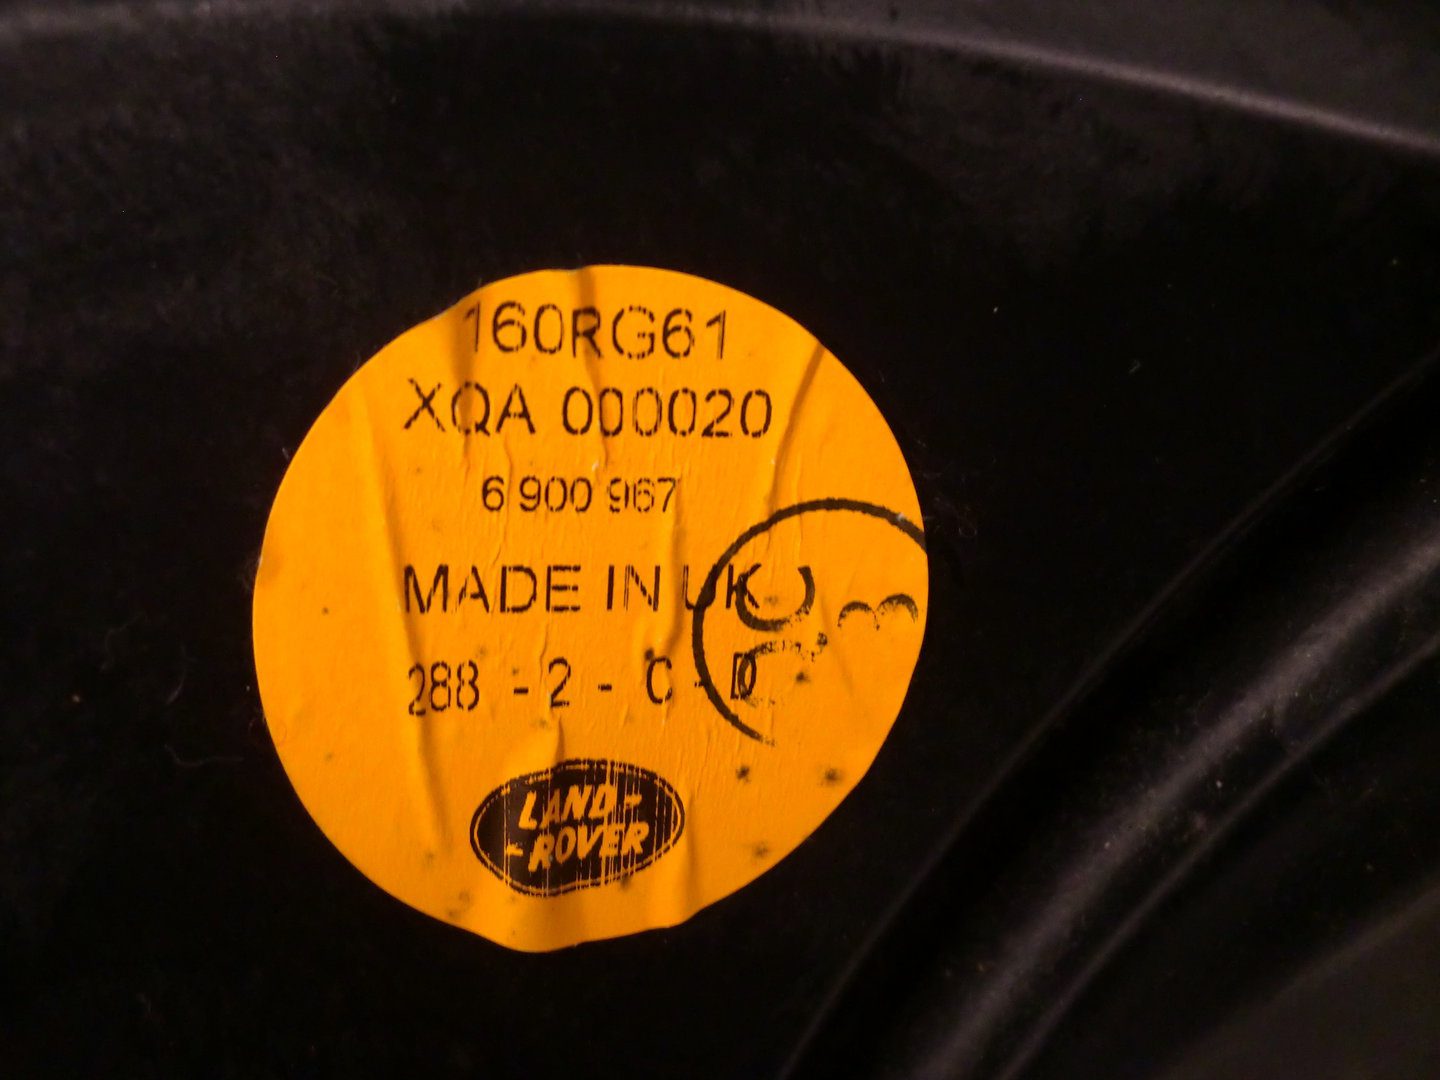 160RG61
XQA 000020
6 900 967
MADE IN UK
288 - 2 - C - D
LAND-
-ROVER